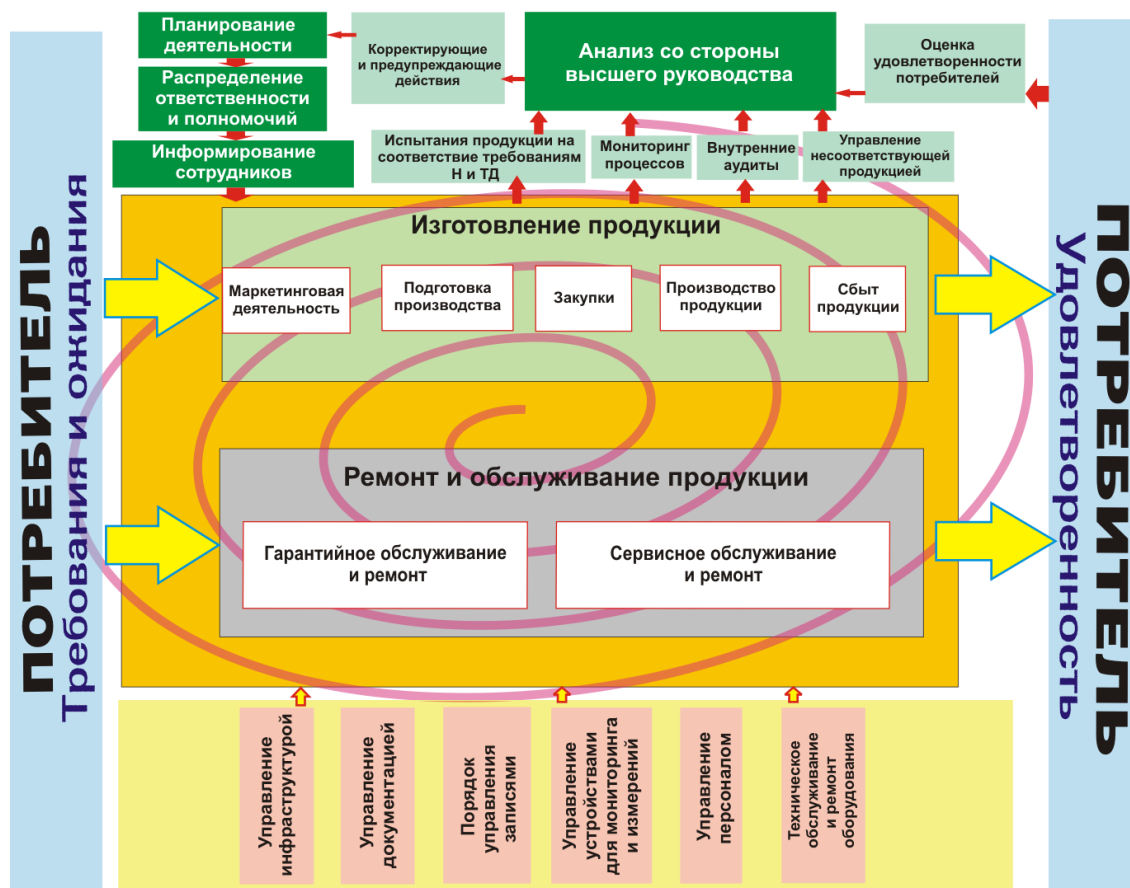 ПОТРЕБИТЕЛЬ
Требования и ожидания
Планирование
деятельности
Распределение
ответственности
и полномочий
Информирование
сотрудников
Корректирующие
и предупреждающие
действия
Анализ со стороны
высшего руководства
Оценка
удовлетворенности
потребителей
Испытания продукции на
соответствие требованиям
Н и ТД
Мониторинг
процессов
Внутренние
аудиты
Управление
несоответствующей
продукцией
Изготовление продукции
Маркетинговая
деятельность
Подготовка
производства
Закупки
Производство
продукции
Сбыт
продукции
Ремонт и обслуживание продукции
Гарантийное обслуживание
и ремонт
Сервисное обслуживание
и ремонт
Управление
инфраструктурой
Управление
документацией
Порядок
управления
записями
Управление
устройствами
для мониторинга
и измерений
Управление
персоналом
Техническое
обслуживание
и ремонт
оборудования
ПОТРЕБИТЕЛЬ
Удовлетворенность